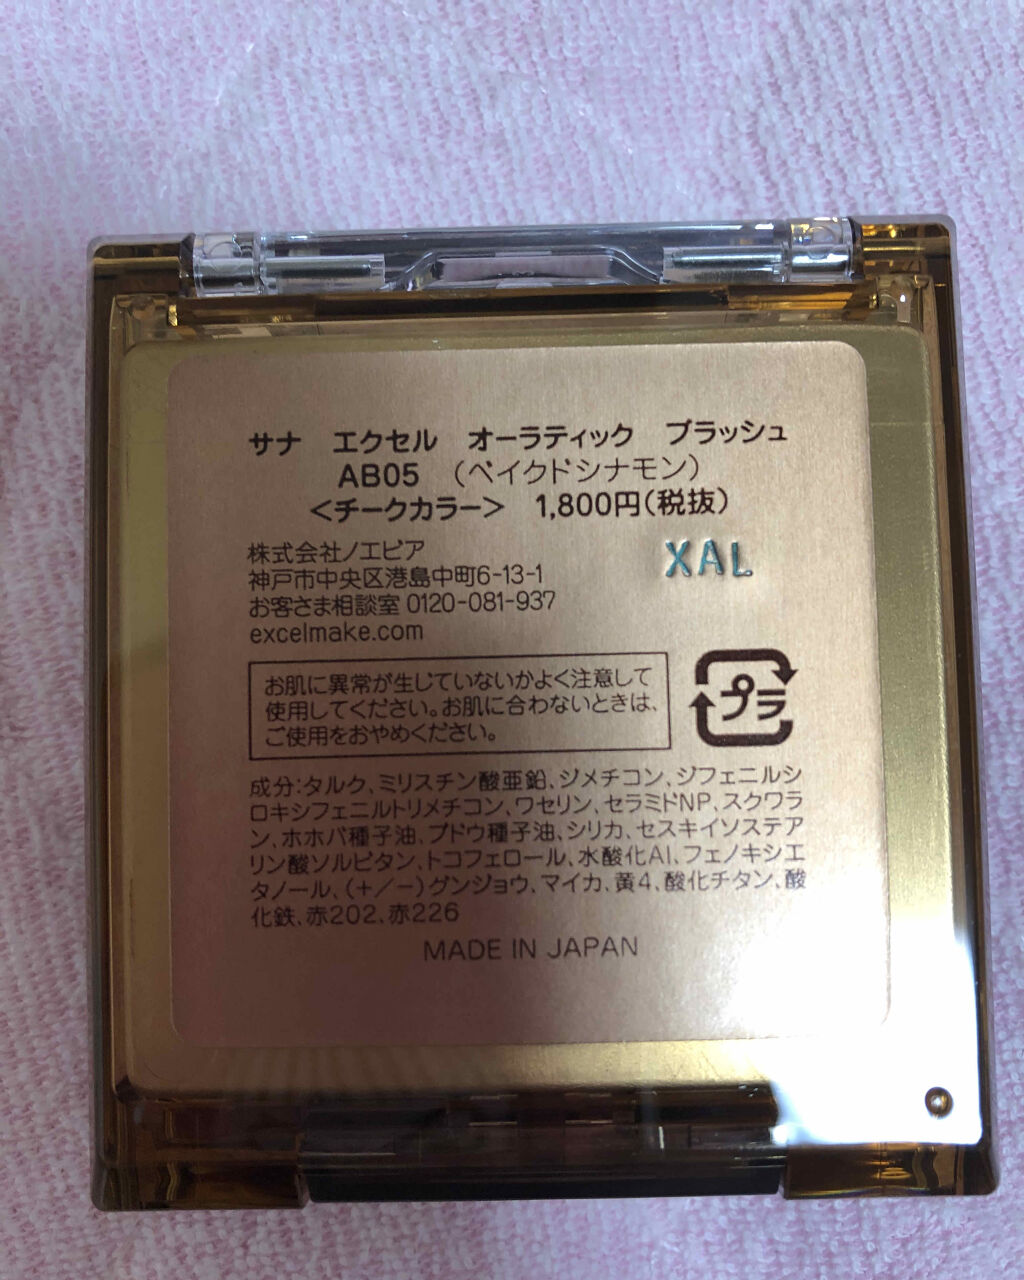 サナ　エクセル　オーラティック　ブラッシュ
AB05　（ベイクドシナモン）
＜チークカラー＞　1,800円（税抜）
株式会社ノエビア
神戸市中央区港島中町6-13-1
お客さま相談室 0120-081-937
excelmake.com
XAL
お肌に異常が生じていないかよく注意して
使用してください。お肌に合わないときは、
ご使用をおやめください。
プラ
成分：タルク、ミリスチン酸亜鉛、ジメチコン、ジフェニルシ
ロキシフェニルトリメチコン、ワセリン、セラミドNP、スクワラ
ン、ホホバ種子油、ブドウ種子油、シリカ、セスキイソステア
リン酸ソルビタン、トコフェロール、水酸化Al、フェノキシエ
タノール、（＋／－）グンジョウ、マイカ、黄4、酸化チタン、酸
化鉄、赤202、赤226
MADE IN JAPAN